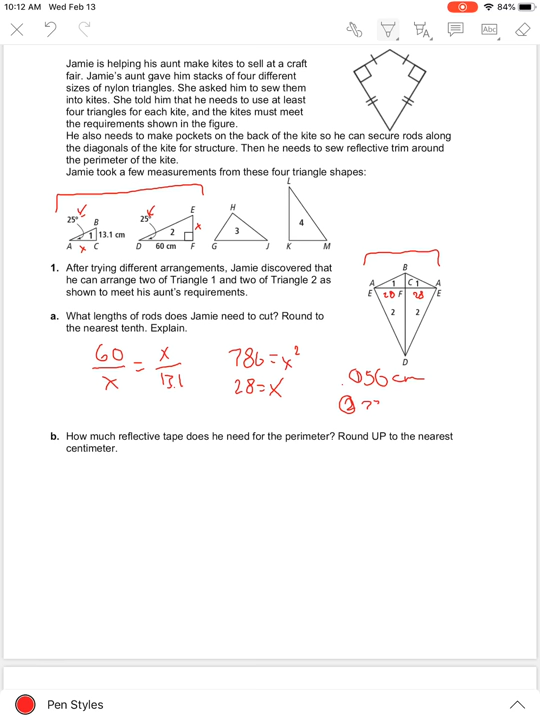 10:12 AM Wed Feb 13
84%
Abc
Jamie is helping his aunt make kites to sell at a craft
fair. Jamie's aunt gave him stacks of four different
sizes of nylon triangles. She asked him to sew them
into kites. She told him that he needs to use at least
four triangles for each kite, and the kites must meet
the requirements shown in the figure.
He also needs to make pockets on the back of the kite so he can secure rods along
the diagonals of the kite for structure. Then he needs to sew reflective trim around
the perimeter of the kite.
Jamie took a few measurements from these four triangle shapes:
25° B 1 13.1 cm A x C
25° E 2 x D 60 cm F
H 3 G J
L 4 K M
1. After trying different arrangements, Jamie discovered that
he can arrange two of Triangle 1 and two of Triangle 2 as
shown to meet his aunt's requirements.
B
A 1 C 1 A
E 28 F 28 E
2 2
D
a. What lengths of rods does Jamie need to cut? Round to
the nearest tenth. Explain.
60/x = x/13.1
786 = x²
28 = x
.056 cm
b. How much reflective tape does he need for the perimeter? Round UP to the nearest
centimeter.
Pen Styles